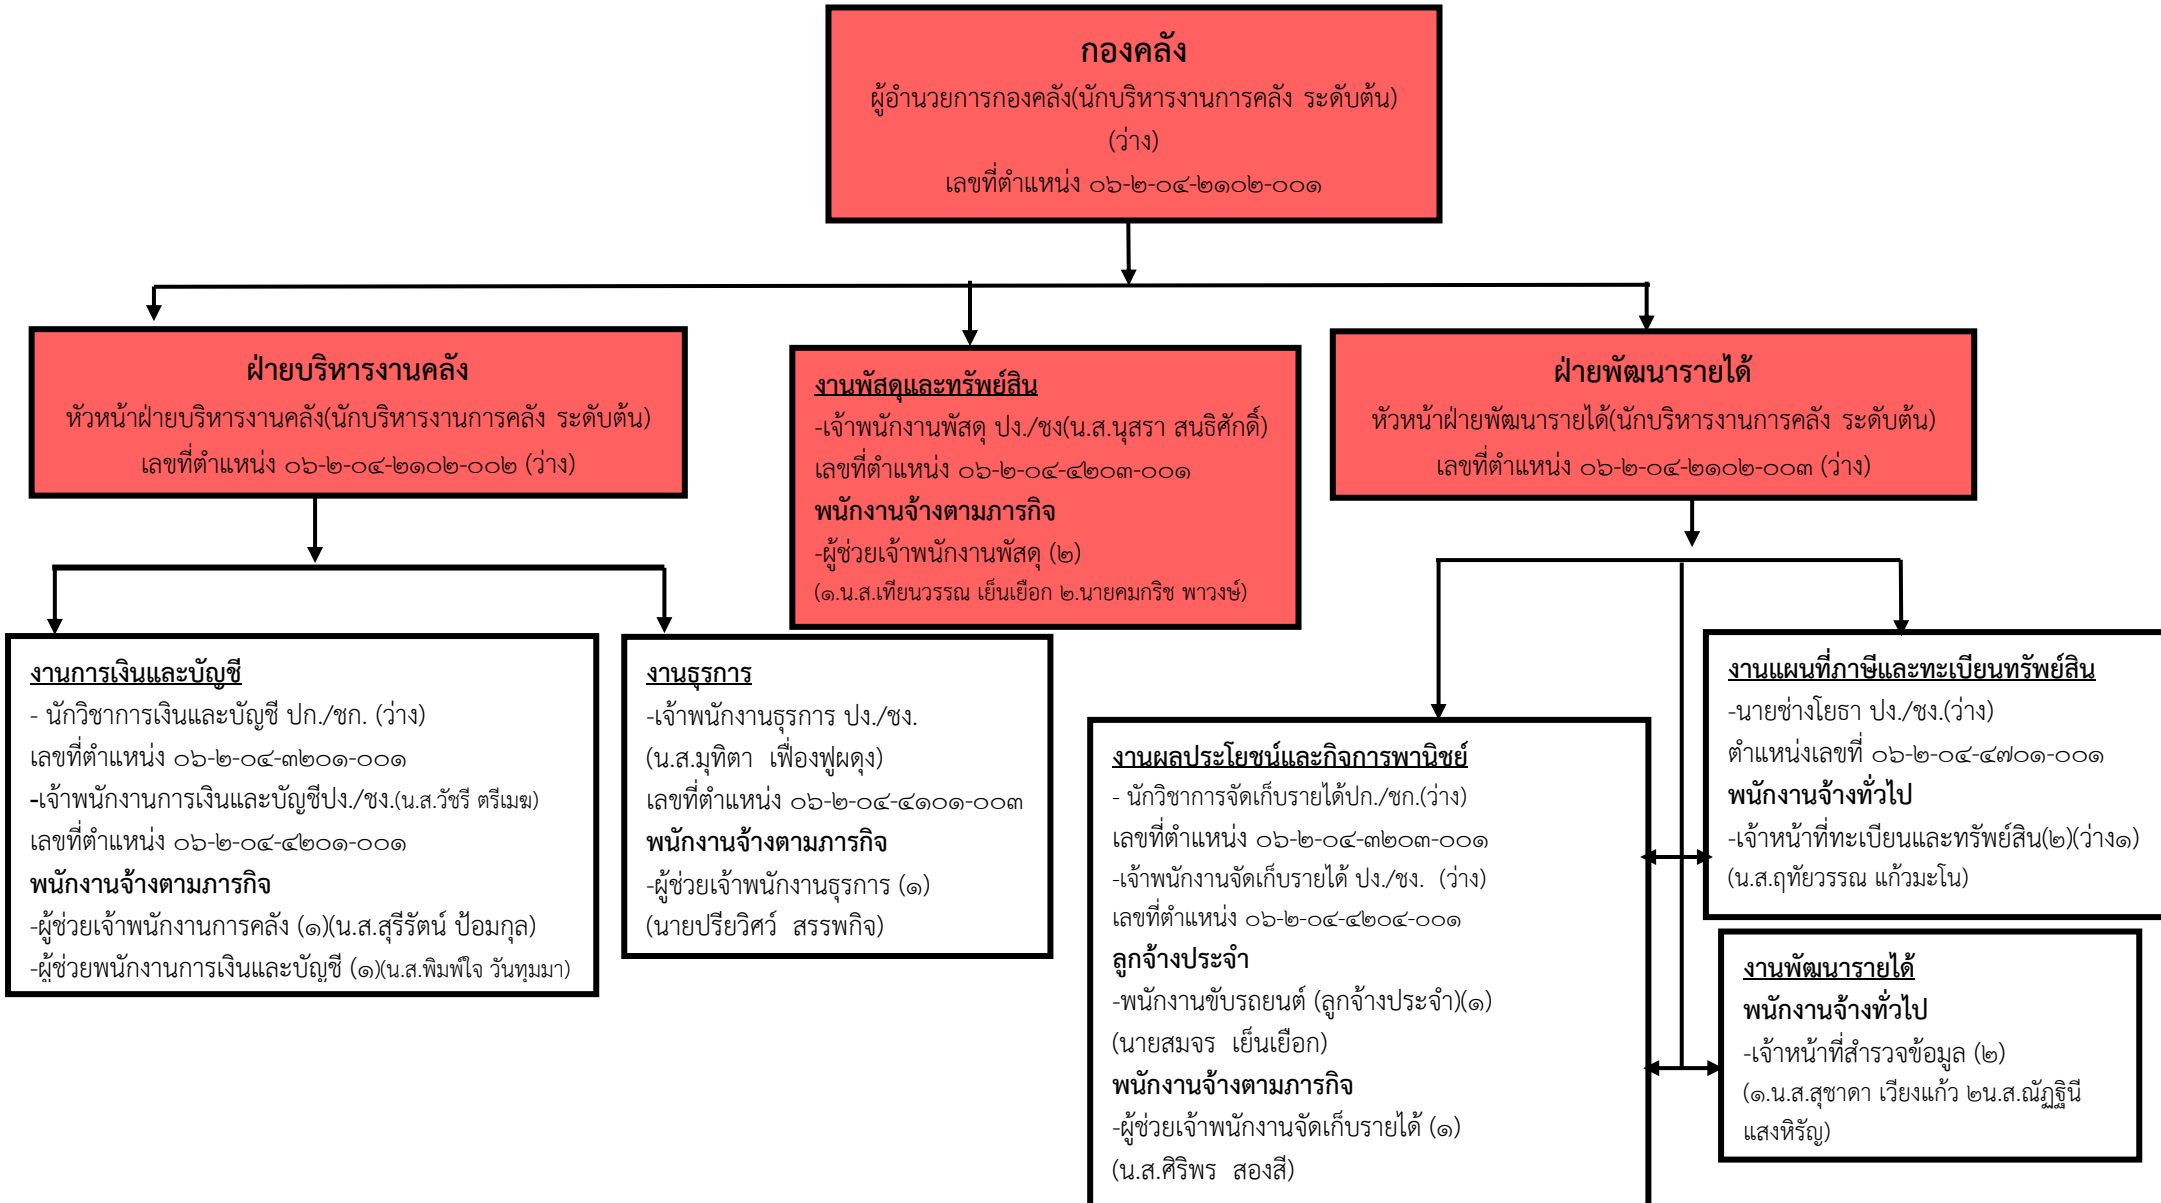 กองคลัง
ผู้อำนวยการกองคลัง(นักบริหารงานการคลัง ระดับต้น)
(ว่าง)
เลขที่ตำแหน่ง ๐๖-๒-๐๔-๒๑๐๒-๐๐๑
ฝ่ายบริหารงานคลัง
หัวหน้าฝ่ายบริหารงานคลัง(นักบริหารงานการคลัง ระดับต้น)
เลขที่ตำแหน่ง ๐๖-๒-๐๔-๒๑๐๒-๐๐๒ (ว่าง)
งานพัสดุและทรัพย์สิน
-เจ้าพนักงานพัสดุ ปง./ชง(น.ส.นุสรา สนธิศักดิ์)
เลขที่ตำแหน่ง ๐๖-๒-๐๔-๔๒๐๓-๐๐๑
พนักงานจ้างตามภารกิจ
-ผู้ช่วยเจ้าพนักงานพัสดุ (๒)
(๑.น.ส.เทียนวรรณ เย็นเยือก ๒.นายคมกริช พาวงษ์)
ฝ่ายพัฒนารายได้
หัวหน้าฝ่ายพัฒนารายได้(นักบริหารงานการคลัง ระดับต้น)
เลขที่ตำแหน่ง ๐๖-๒-๐๔-๒๑๐๒-๐๐๓ (ว่าง)
งานการเงินและบัญชี
- นักวิชาการเงินและบัญชี ปก./ชก. (ว่าง)
เลขที่ตำแหน่ง ๐๖-๒-๐๔-๓๒๐๑-๐๐๑
-เจ้าพนักงานการเงินและบัญชีปง./ชง.(น.ส.วัชรี ตรีเมฆ)
เลขที่ตำแหน่ง ๐๖-๒-๐๔-๔๒๐๑-๐๐๑
พนักงานจ้างตามภารกิจ
-ผู้ช่วยเจ้าพนักงานการคลัง (๑)(น.ส.สุรีรัตน์ ป้อมกุล)
-ผู้ช่วยพนักงานการเงินและบัญชี (๑)(น.ส.พิมพ์ใจ วันทุมมา)
งานธุรการ
-เจ้าพนักงานธุรการ ปง./ชง.
(น.ส.มุทิตา เฟื่องฟูผดุง)
เลขที่ตำแหน่ง ๐๖-๒-๐๔-๔๑๐๑-๐๐๓
พนักงานจ้างตามภารกิจ
-ผู้ช่วยเจ้าพนักงานธุรการ (๑)
(นายปรียวิศว์ สรรพกิจ)
งานผลประโยชน์และกิจการพานิชย์
- นักวิชาการจัดเก็บรายได้ปก./ชก.(ว่าง)
เลขที่ตำแหน่ง ๐๖-๒-๐๔-๓๒๐๓-๐๐๑
-เจ้าพนักงานจัดเก็บรายได้ ปง./ชง. (ว่าง)
เลขที่ตำแหน่ง ๐๖-๒-๐๔-๔๒๐๔-๐๐๑
ลูกจ้างประจำ
-พนักงานขับรถยนต์ (ลูกจ้างประจำ)(๑)
(นายสมจร เย็นเยือก)
พนักงานจ้างตามภารกิจ
-ผู้ช่วยเจ้าพนักงานจัดเก็บรายได้ (๑)
(น.ส.ศิริพร สองสี)
งานแผนที่ภาษีและทะเบียนทรัพย์สิน
-นายช่างโยธา ปง./ชง.(ว่าง)
ตำแหน่งเลขที่ ๐๖-๒-๐๔-๔๗๐๑-๐๐๑
พนักงานจ้างทั่วไป
-เจ้าหน้าที่ทะเบียนและทรัพย์สิน(๒)(ว่าง๑)
(น.ส.ฤทัยวรรณ แก้วมะโน)
งานพัฒนารายได้
พนักงานจ้างทั่วไป
-เจ้าหน้าที่สำรวจข้อมูล (๒)
(๑.น.ส.สุชาดา เวียงแก้ว ๒น.ส.ณัฏฐินี
แสงหิรัญ)